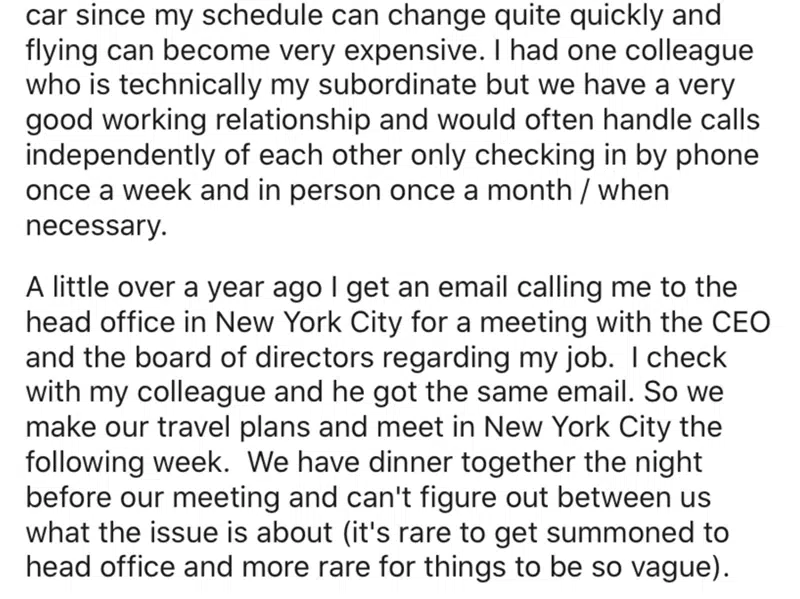 car since my schedule can change quite quickly and
flying can become very expensive. I had one colleague
who is technically my subordinate but we have a very
good working relationship and would often handle calls
independently of each other only checking in by phone
once a week and in person once a month / when
necessary.
A little over a year ago I get an email calling me to the
head office in New York City for a meeting with the CEO
and the board of directors regarding my job.  I check
with my colleague and he got the same email. So we
make our travel plans and meet in New York City the
following week.  We have dinner together the night
before our meeting and can't figure out between us
what the issue is about (it's rare to get summoned to
head office and more rare for things to be so vague).